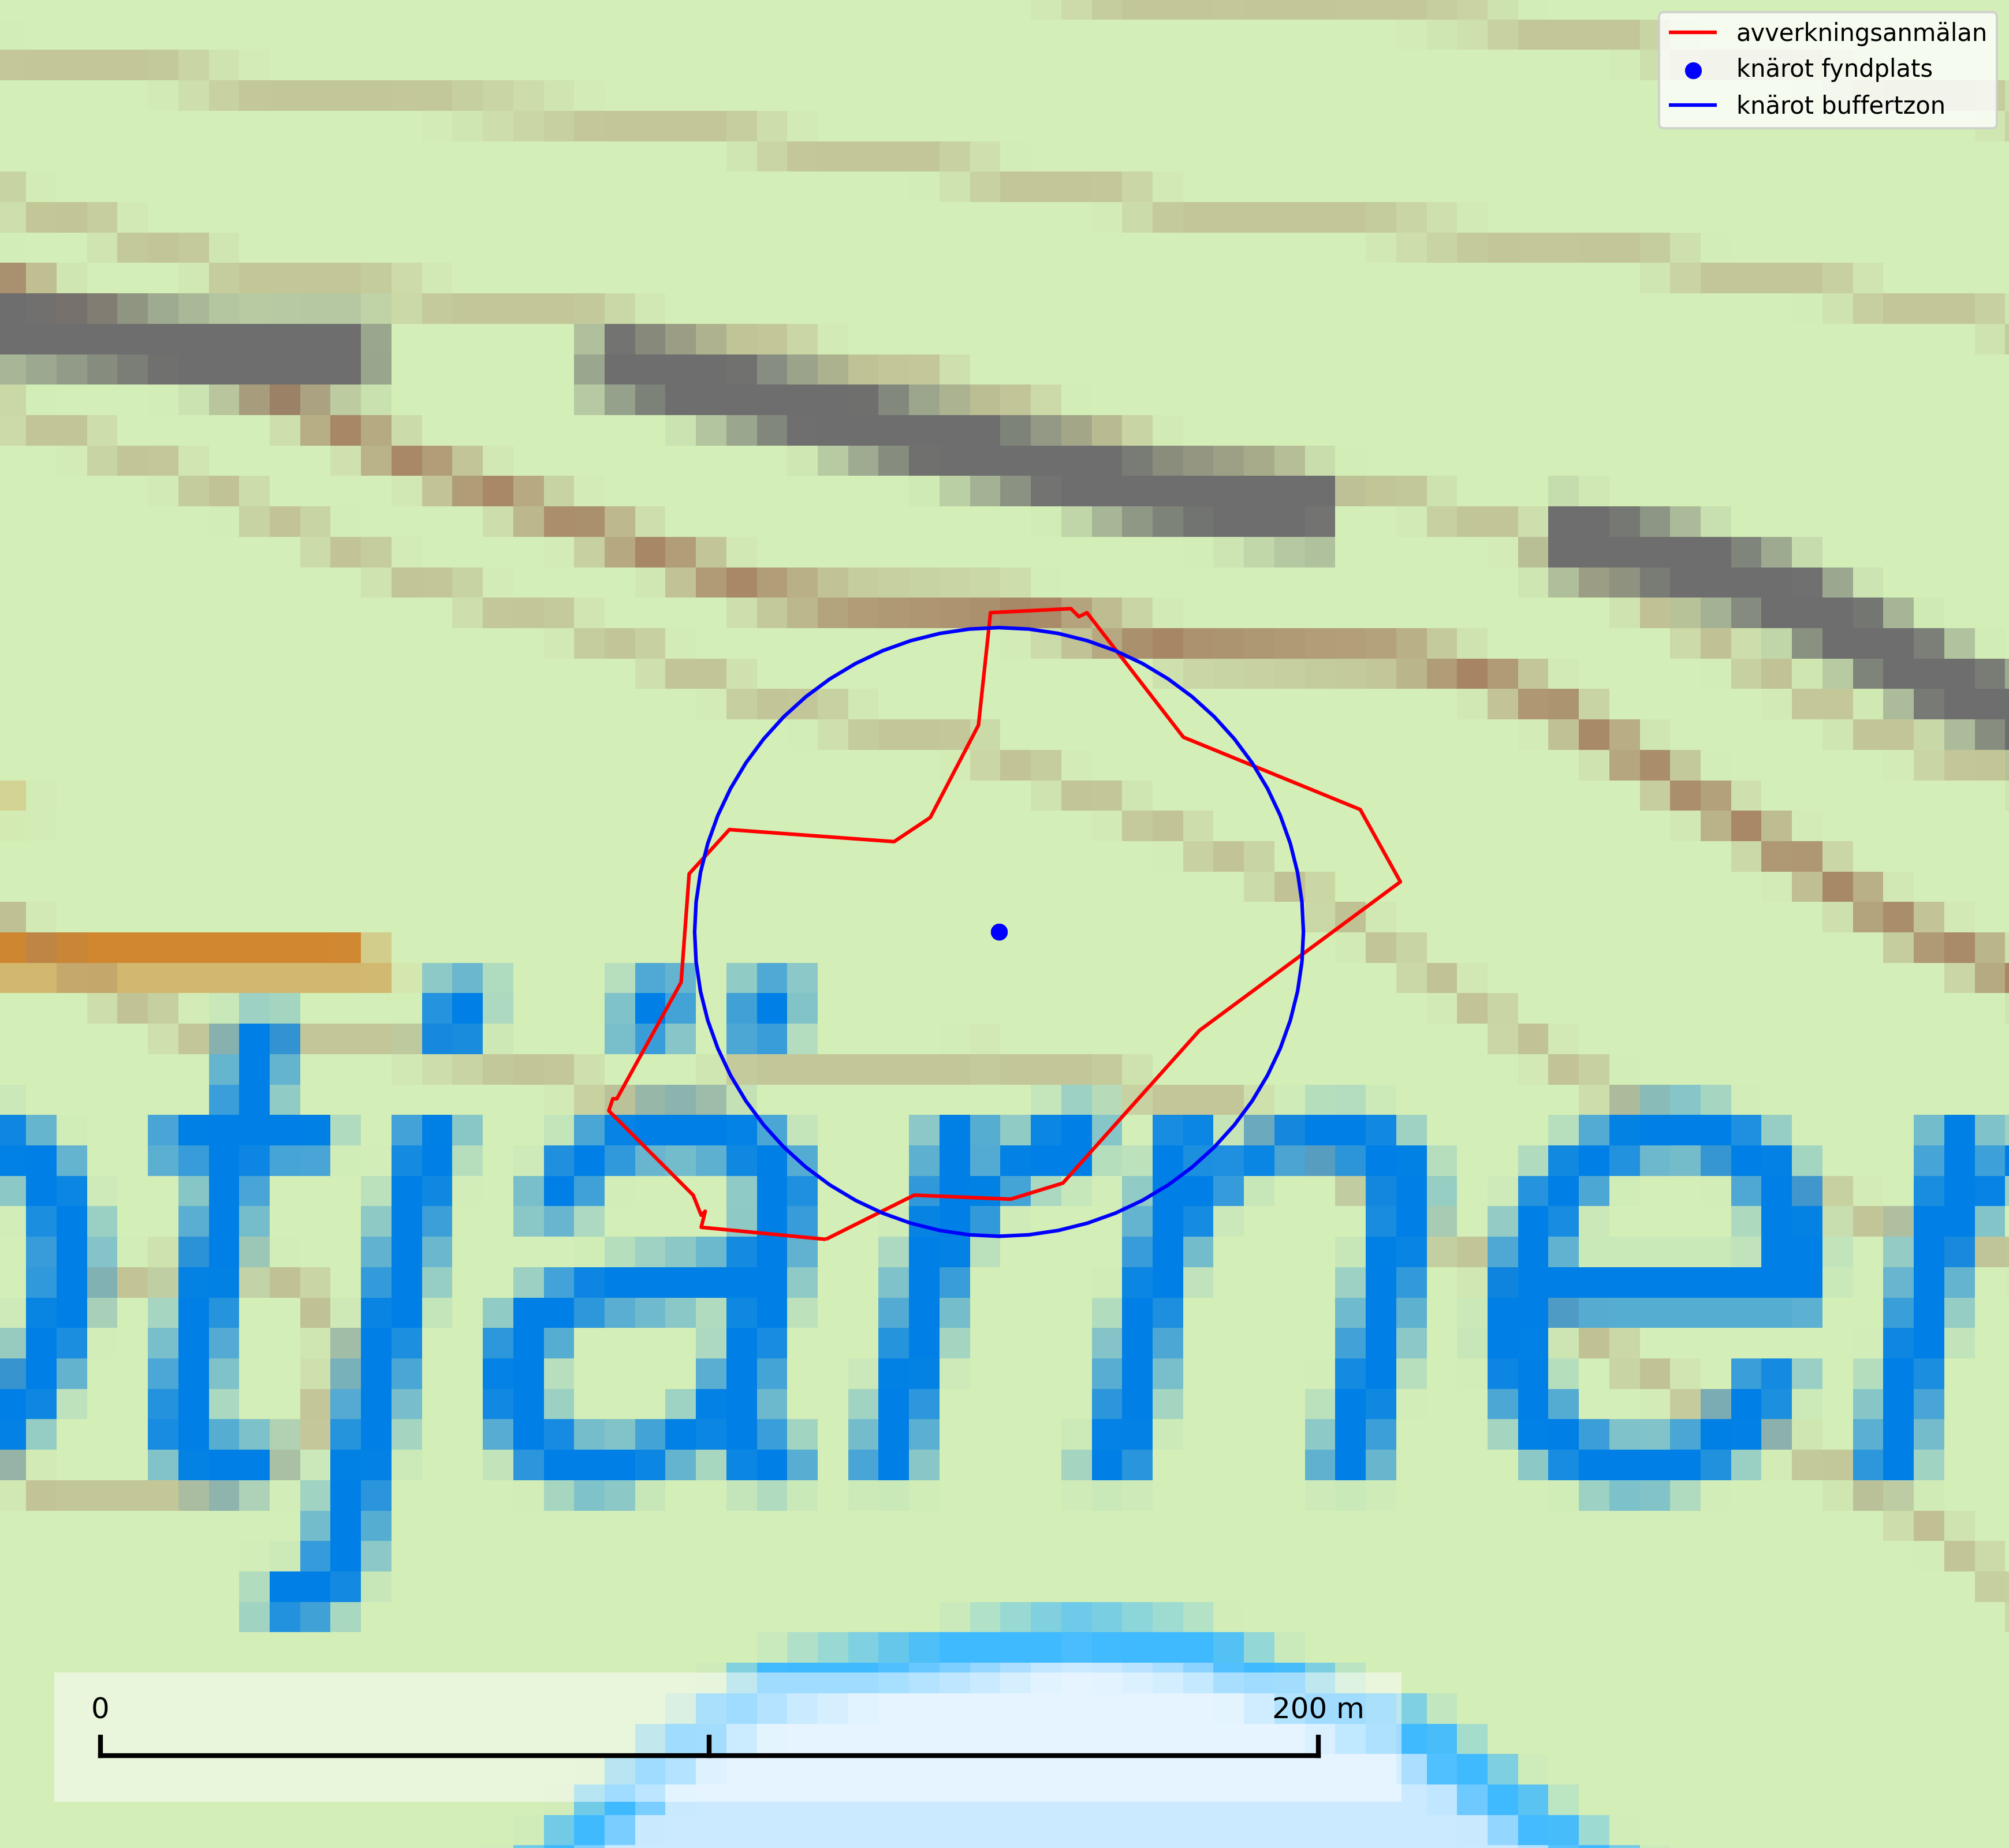 avverkningsanmälan
knärot fyndplats
knärot buffertzon
tjärne
0 200 m